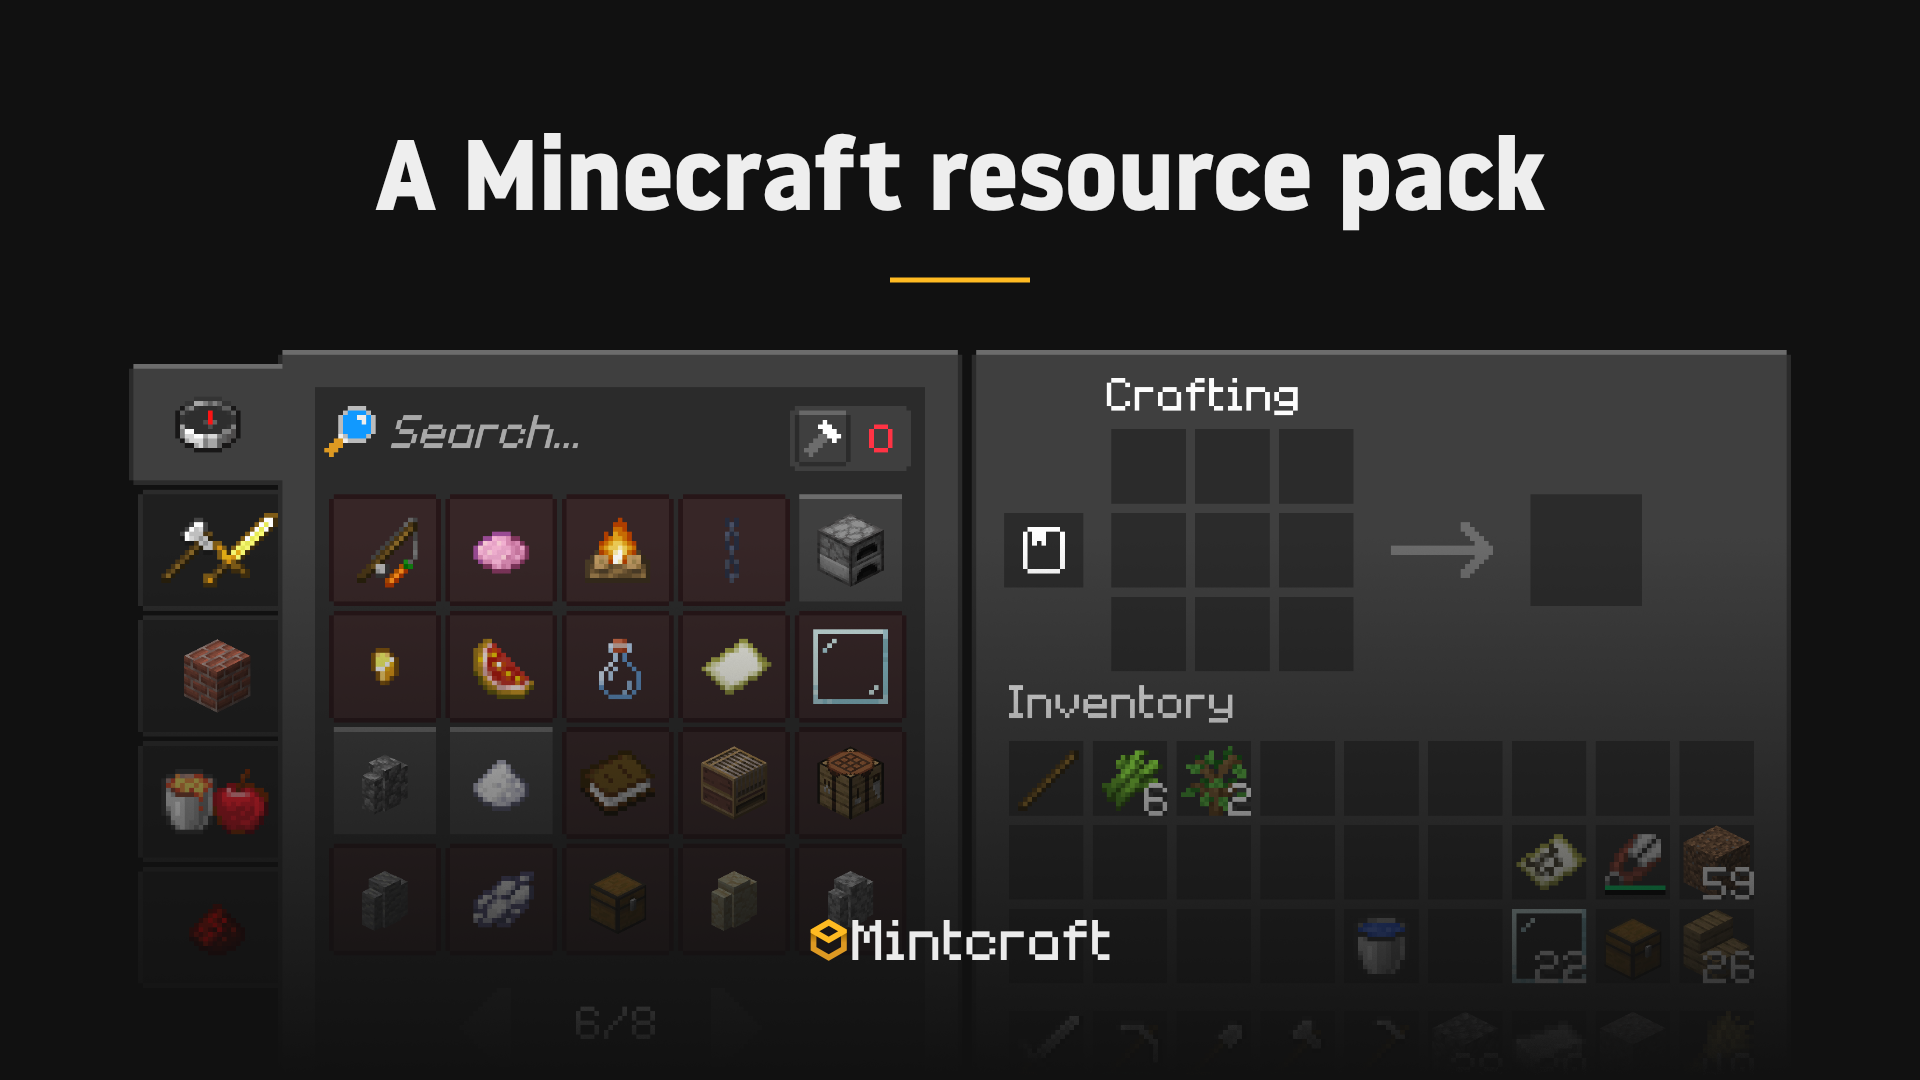 A Minecraft resource pack
Search...
0
Crafting
Inventory
6
2
59
22
26
Mintcraft
6/8